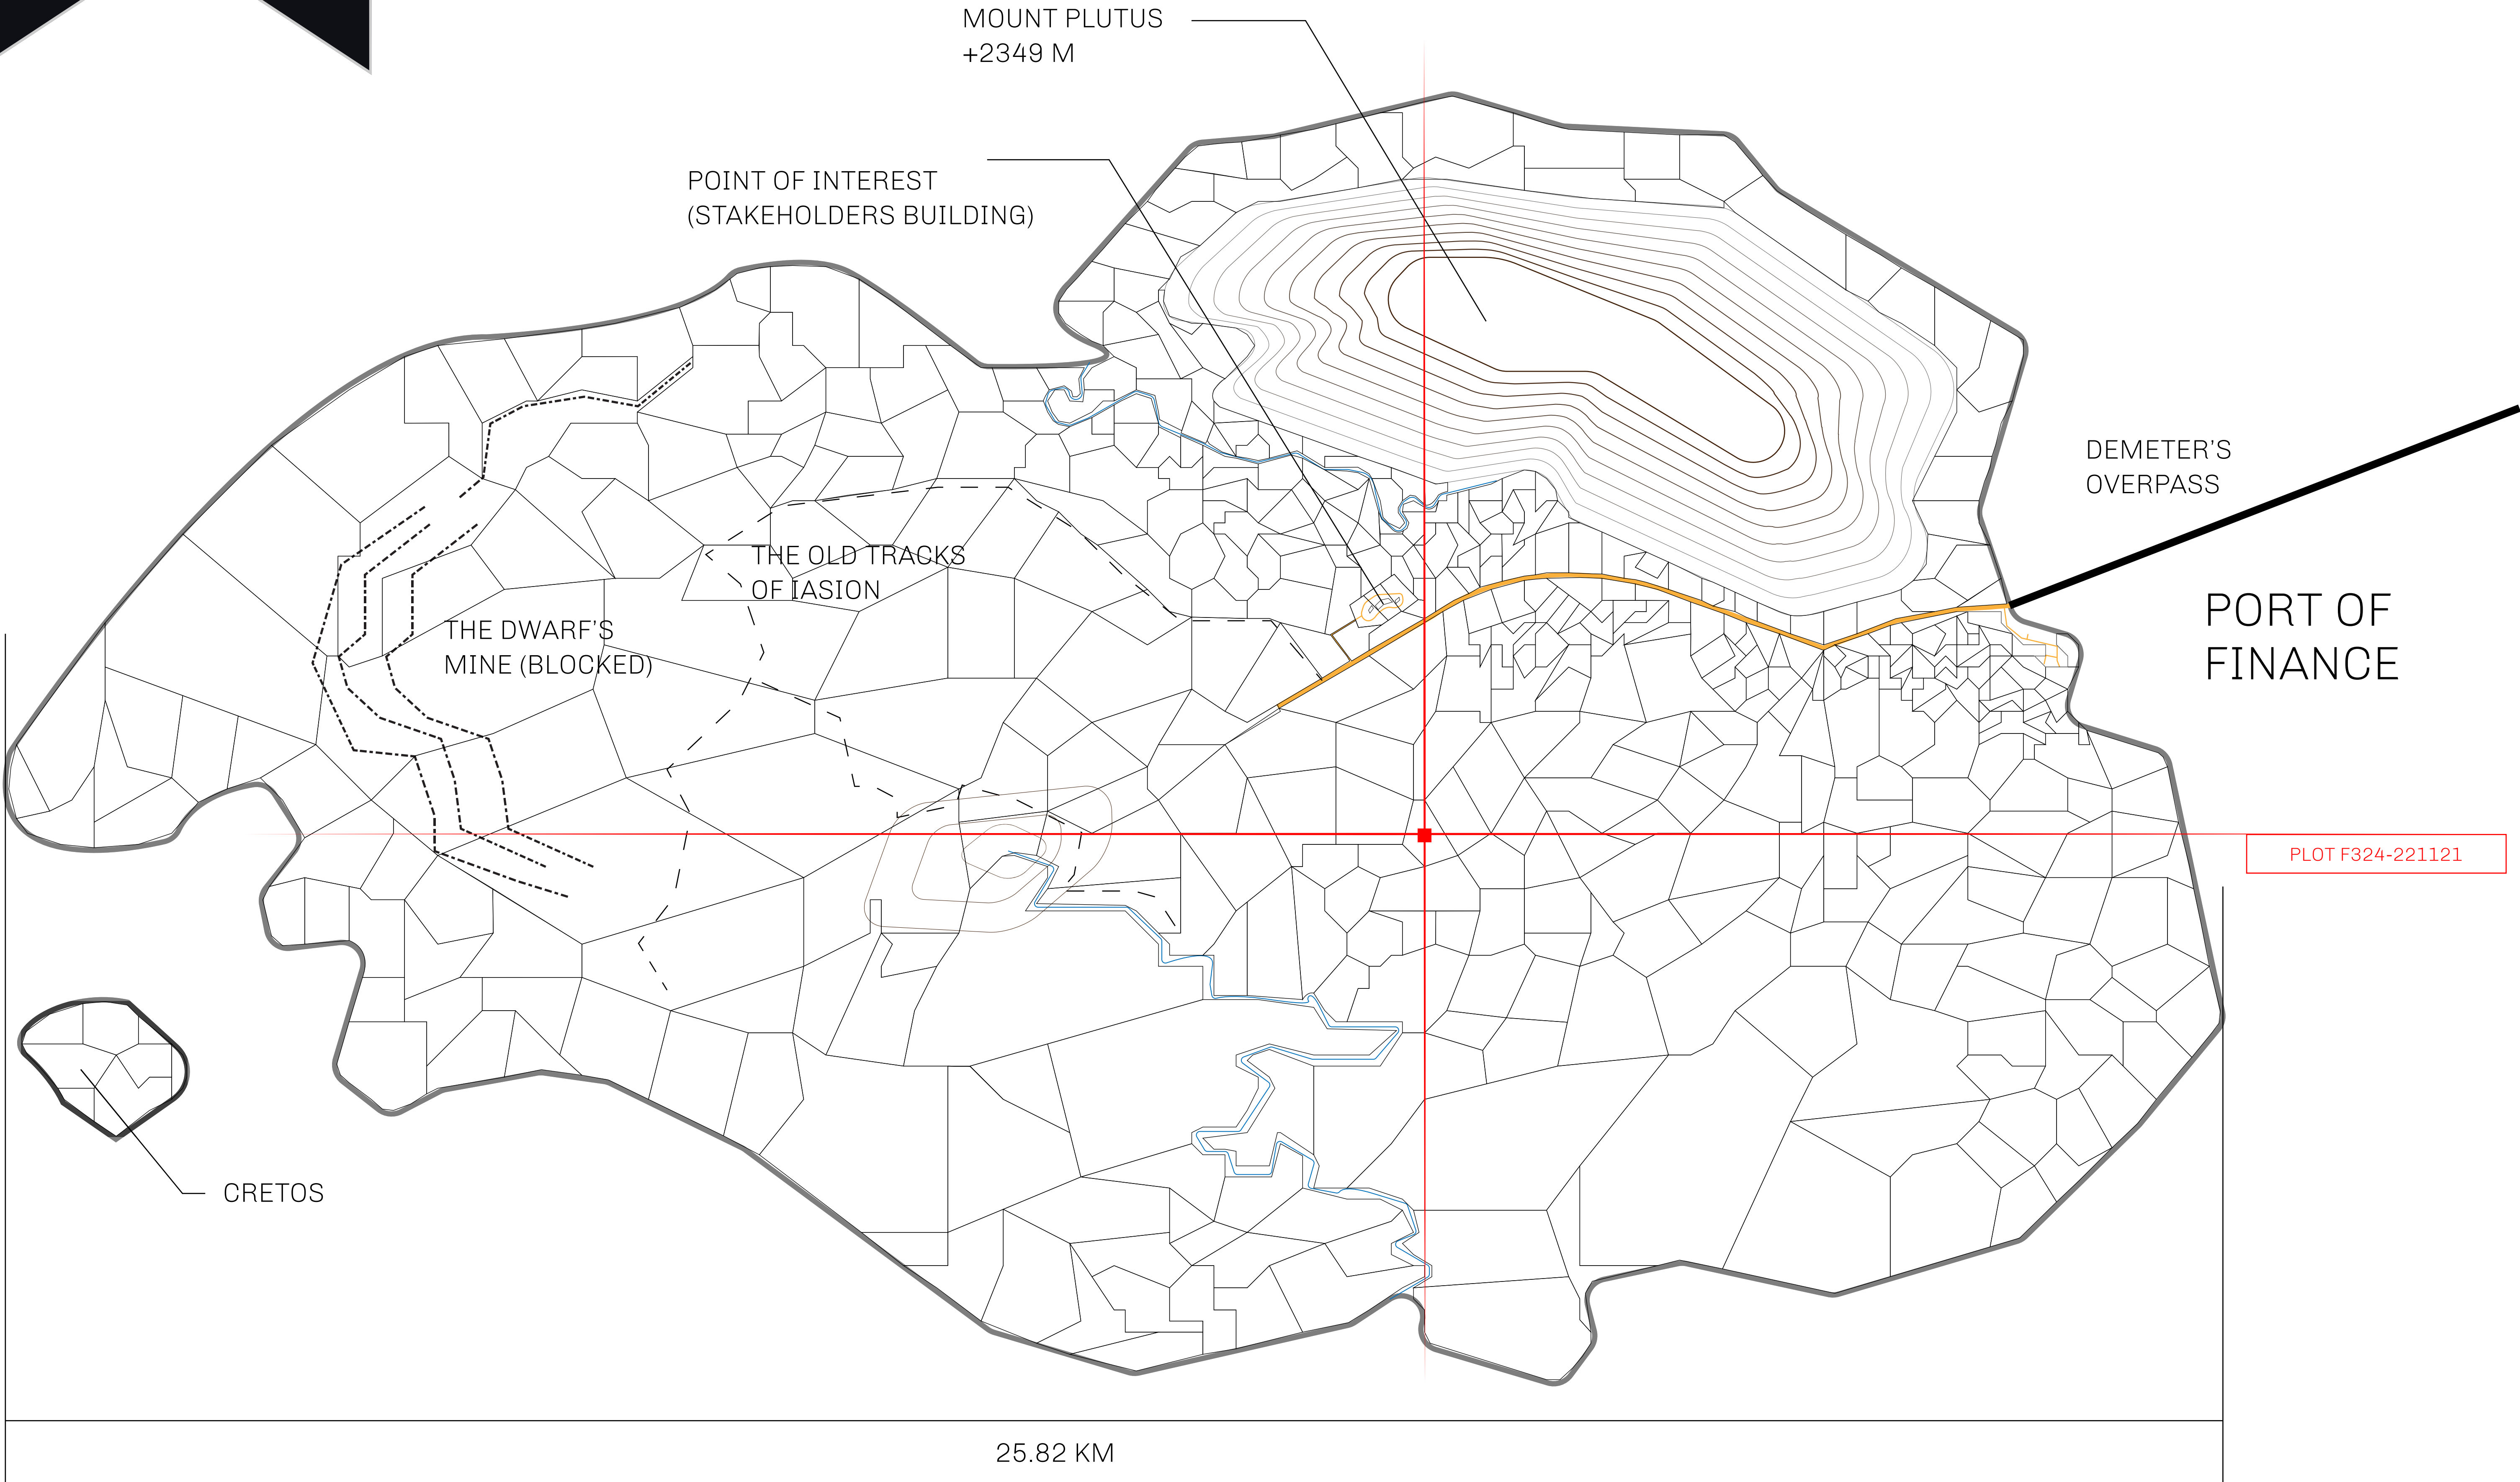 MOUNT PLUTUS
+2349 M
POINT OF INTEREST
(STAKEHOLDERS BUILDING)
DEMETER'S
OVERPASS
THE OLD TRACKS
OF IASION
PORT OF
FINANCE
THE DWARF'S
MINE (BLOCKED)
PLOT F324-221121
CRETOS
25.82 KM